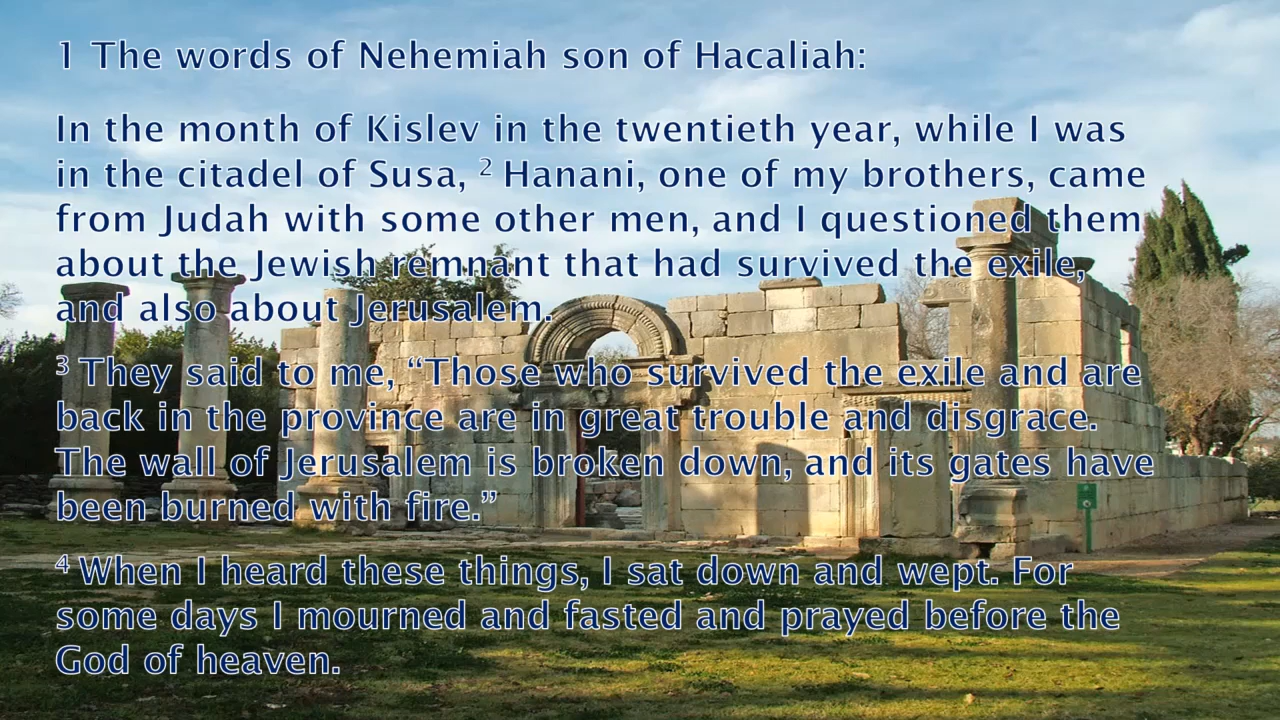 1 The words of Nehemiah son of Hacaliah:
In the month of Kislev in the twentieth year, while I was
in the citadel of Susa, 2 Hanani, one of my brothers, came
from Judah with some other men, and I questioned them
about the Jewish remnant that had survived the exile,
and also about Jerusalem.
3 They said to me, “Those who survived the exile and are
back in the province are in great trouble and disgrace.
The wall of Jerusalem is broken down, and its gates have
been burned with fire.”
4 When I heard these things, I sat down and wept. For
some days I mourned and fasted and prayed before the
God of heaven.